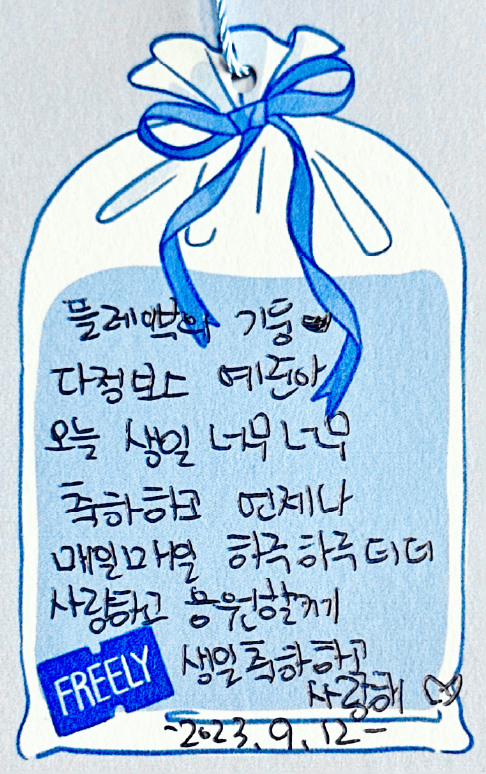 플레이브의 기둥
다정보스 예준아
오늘 생일 너무너무
축하하고 언제나
매일매일 하루하루 더더
사랑하고 응원할게
생일축하하고
사랑해 ♡
FREELY
-2023.9.12-